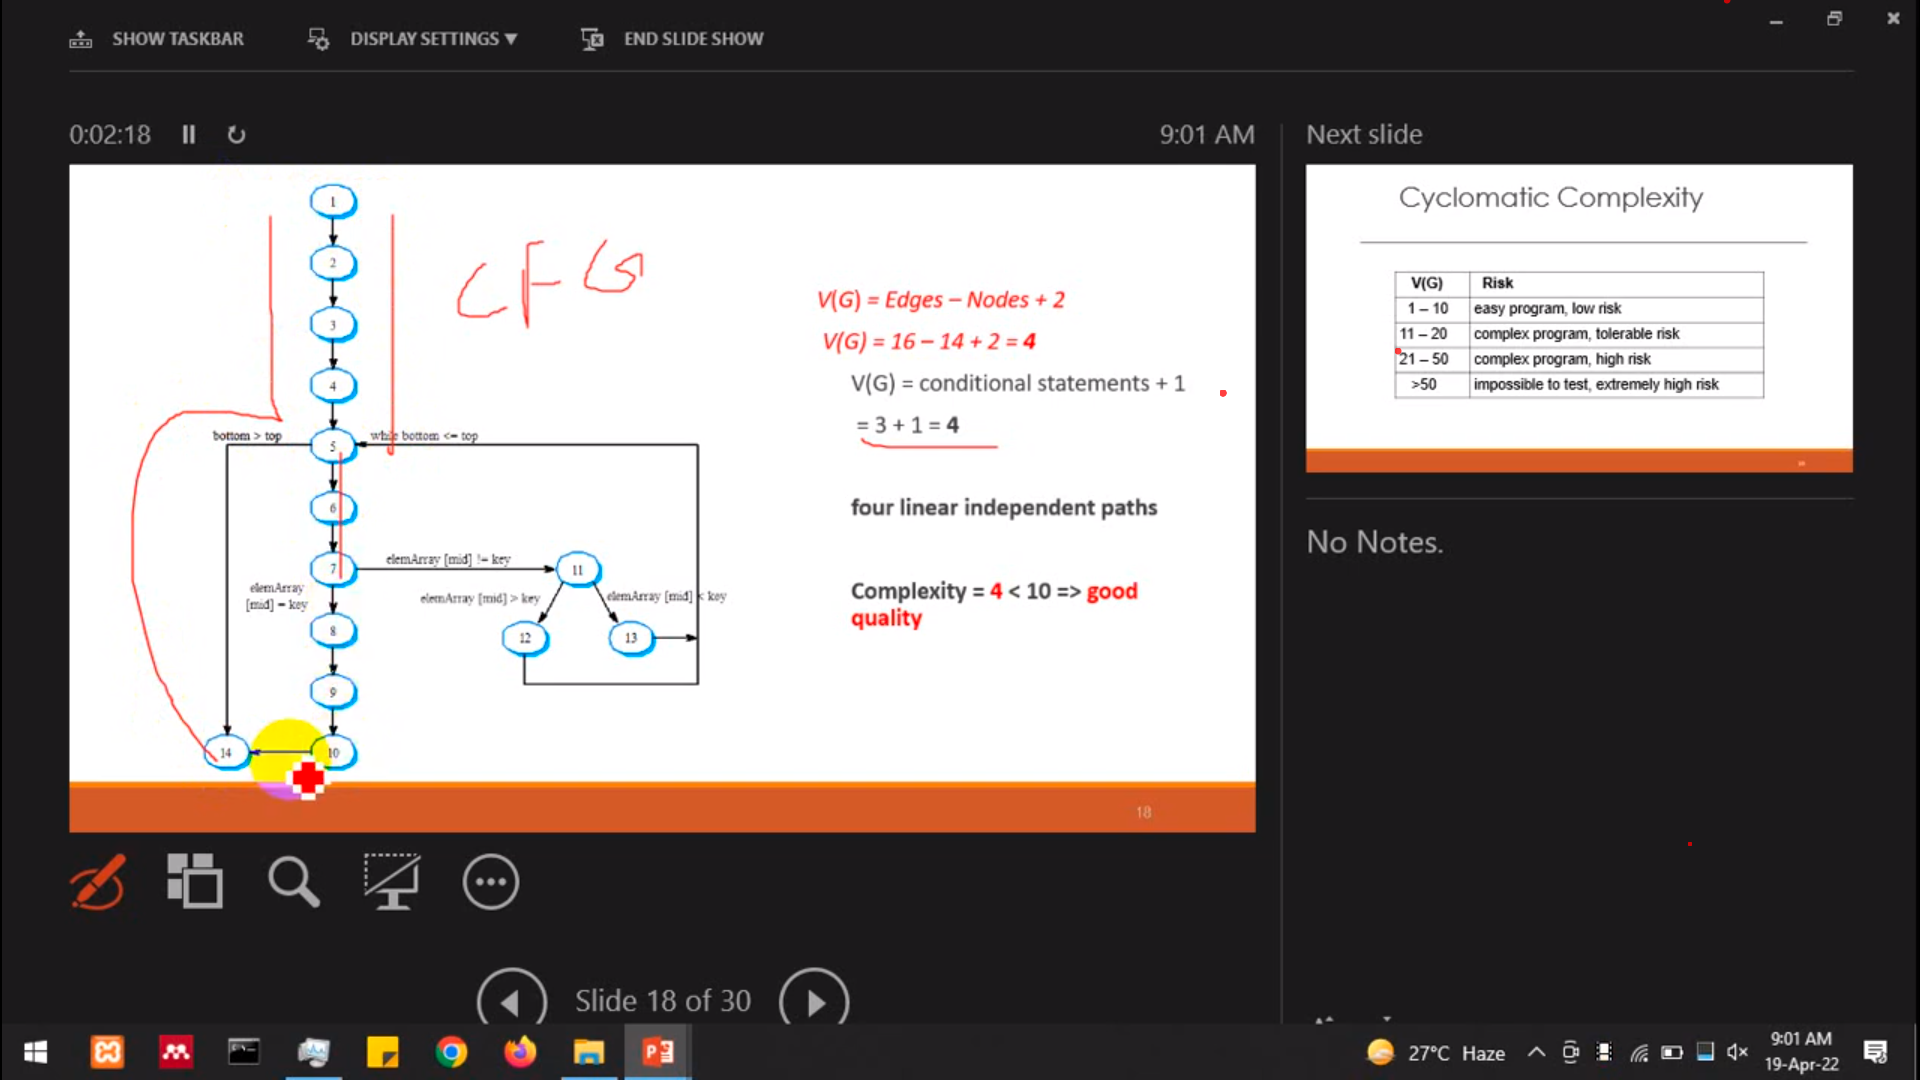 SHOW TASKBAR
DISPLAY SETTINGS ▼
END SLIDE SHOW
0:02:18
9:01 AM
Next slide
1
2
3
4
bottom > top
5
while bottom <= top
6
7
elemArray [mid] != key
11
elemArray
[mid] = key
elemArray [mid] > key
elemArray [mid] < key
8
12
13
9
14
10
CFG
V(G) = Edges – Nodes + 2
V(G) = 16 – 14 + 2 = 4
V(G) = conditional statements + 1
= 3 + 1 = 4
four linear independent paths
Complexity = 4 < 10 => good
quality
18
Cyclomatic Complexity
V(G) Risk
1 – 10 easy program, low risk
11 – 20 complex program, tolerable risk
21 – 50 complex program, high risk
>50 impossible to test, extremely high risk
No Notes.
Slide 18 of 30
27°C Haze
9:01 AM
19-Apr-22